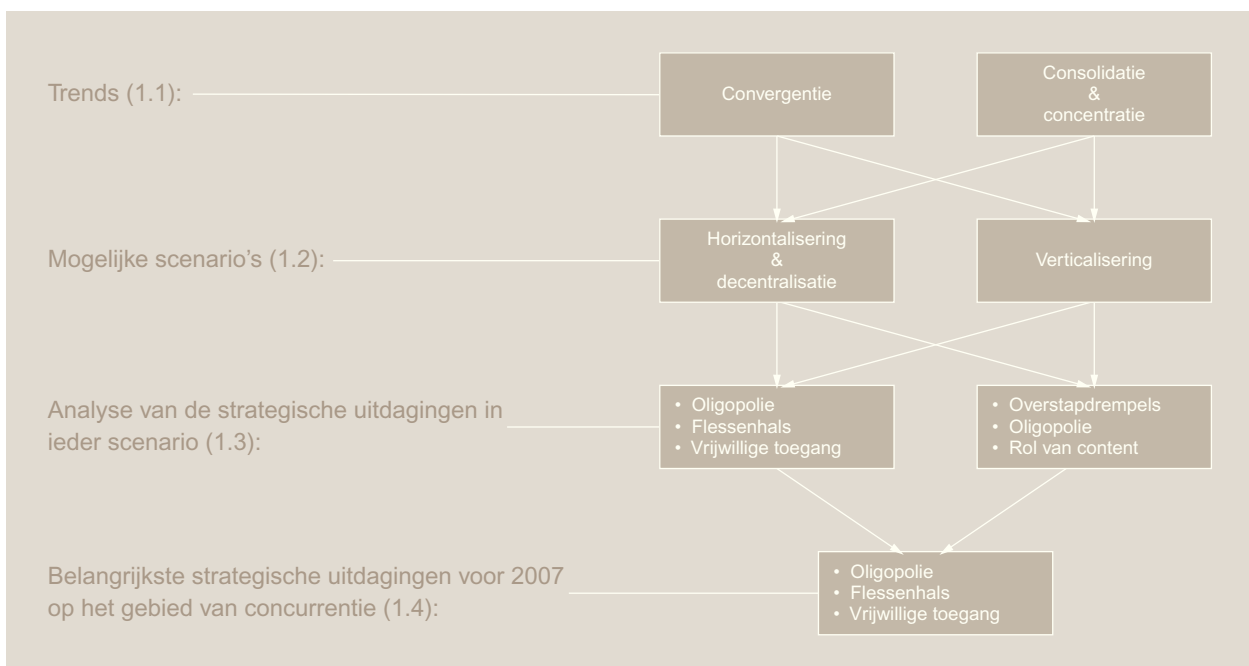 Trends (1.1):
Convergentie
Consolidatie
&
concentratie
Mogelijke scenario’s (1.2):
Horizontalisering
&
decentralisatie
Verticalisering
Analyse van de strategische uitdagingen in
ieder scenario (1.3):
• Oligopolie
• Flessenhals
• Vrijwillige toegang
• Overstapdrempels
• Oligopolie
• Rol van content
Belangrijkste strategische uitdagingen voor 2007
op het gebied van concurrentie (1.4):
• Oligopolie
• Flessenhals
• Vrijwillige toegang